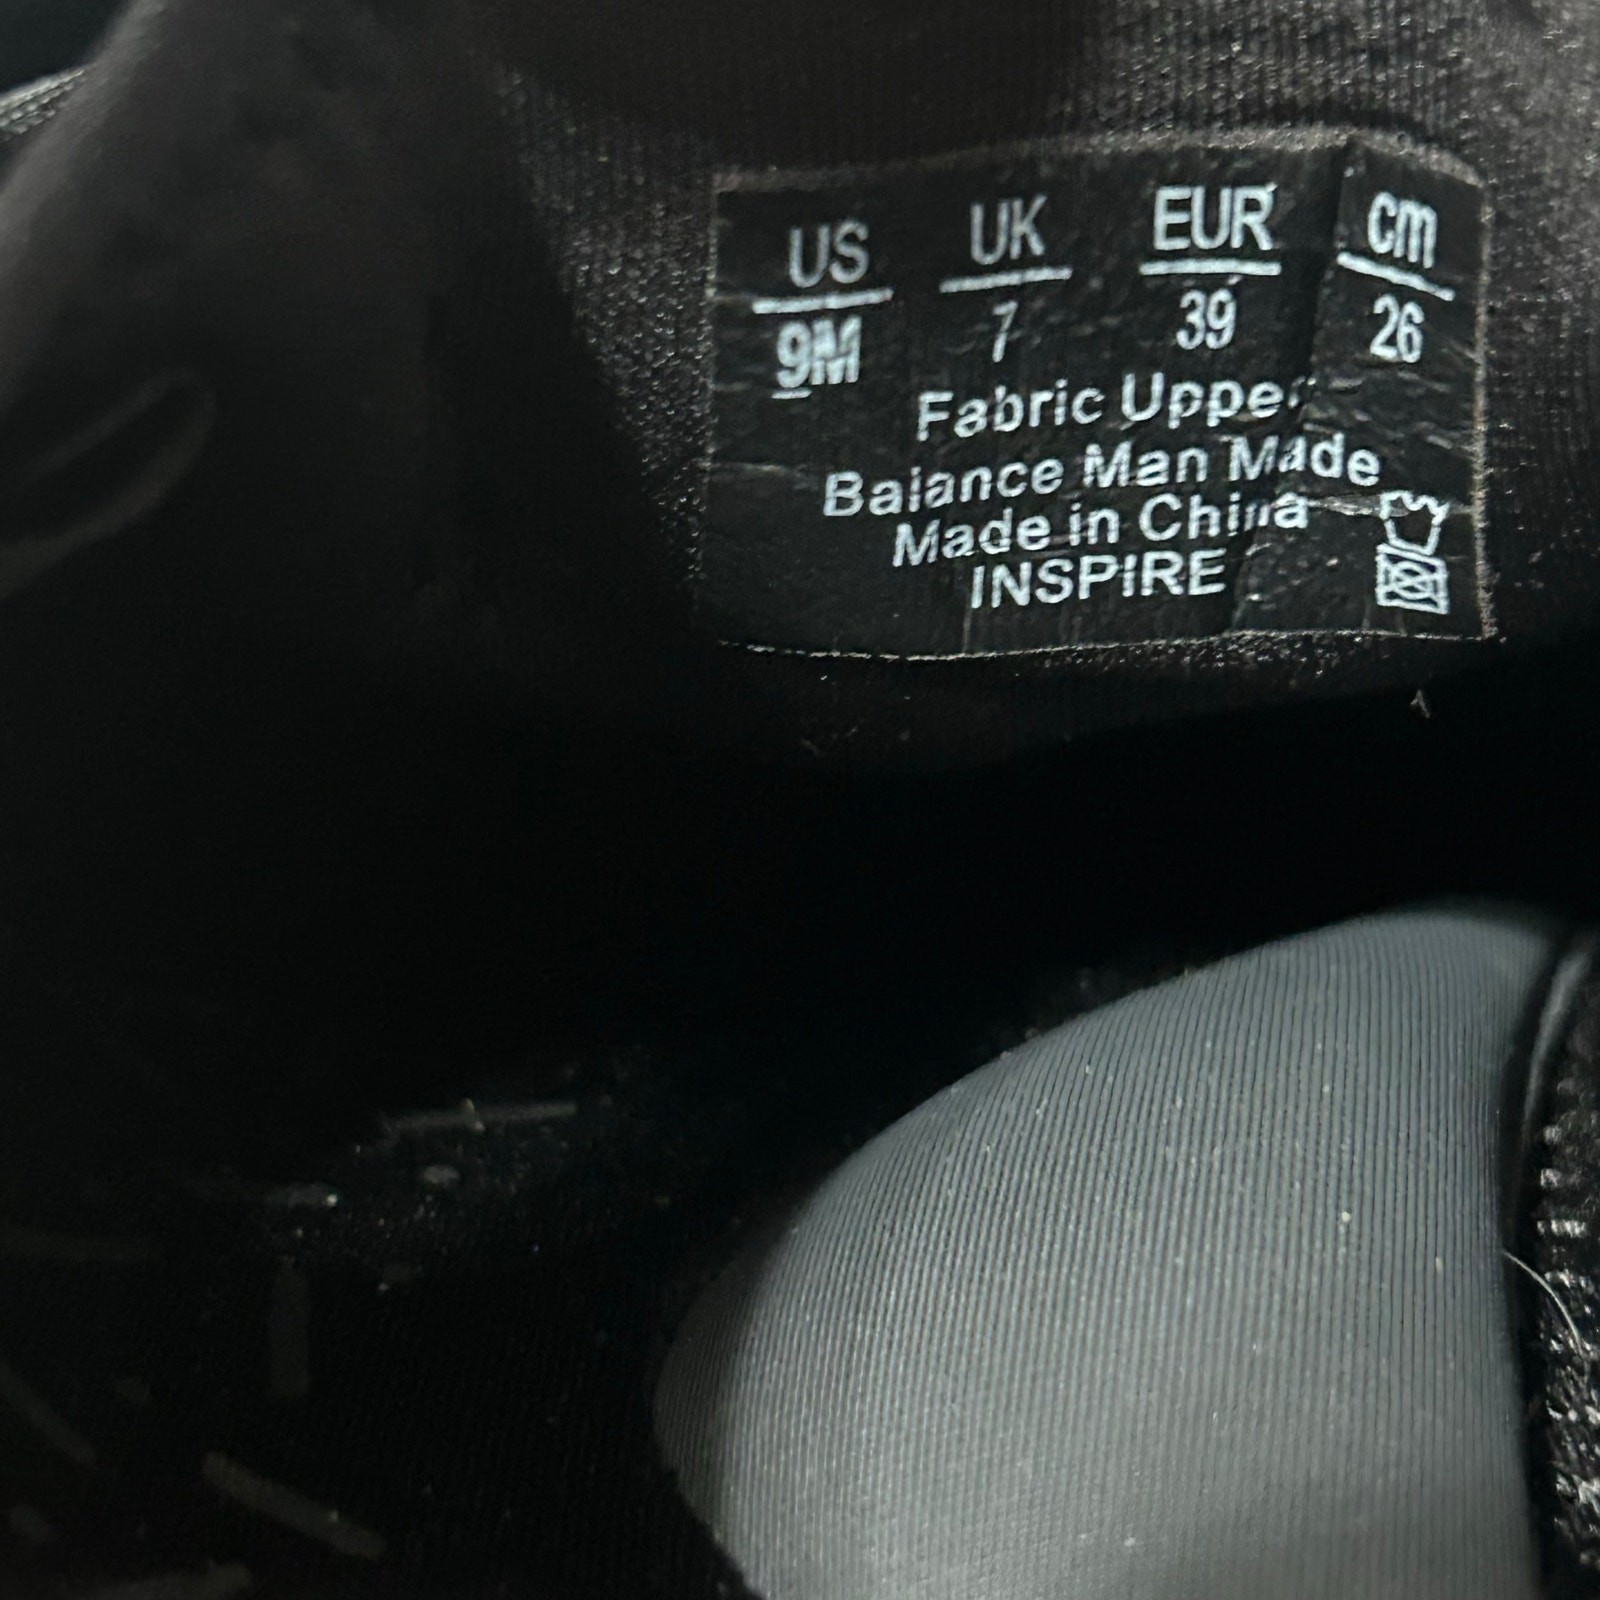 US UK EUR cm
9M 7 39 26
Fabric Upper
Balance Man Made
Made in China
INSPIRE